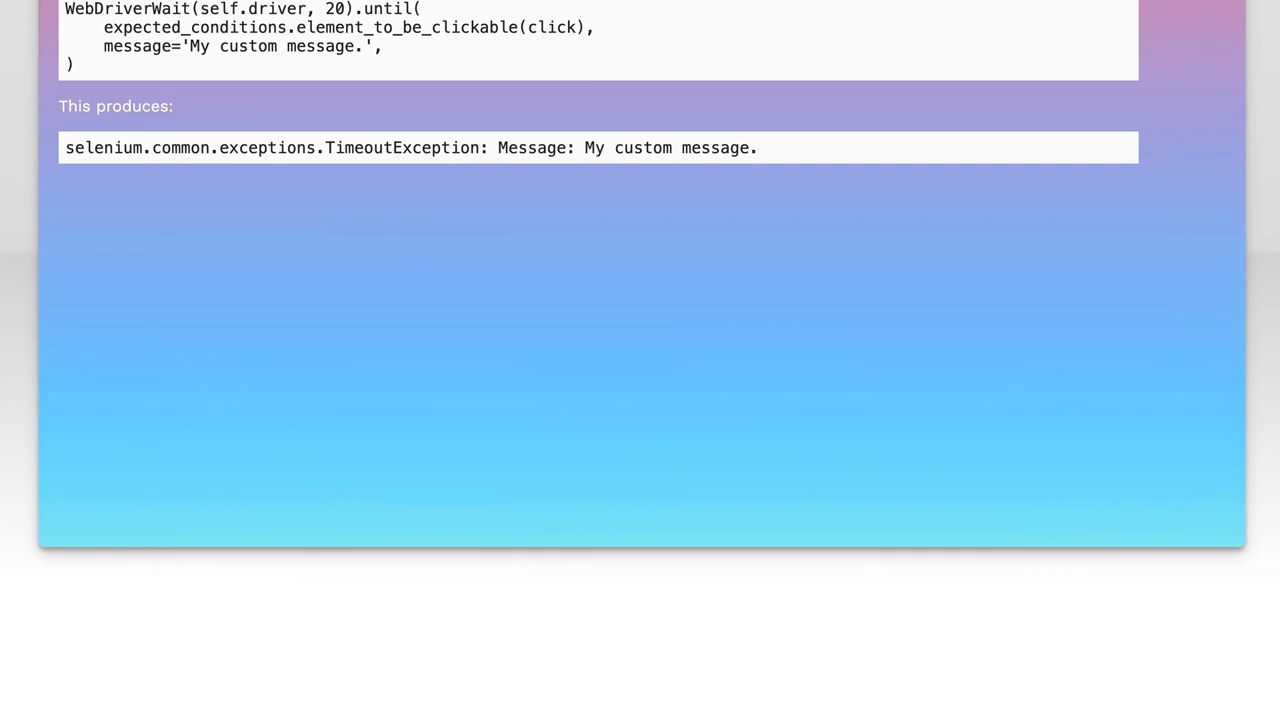 WebDriverWait(self.driver, 20).until(
    expected_conditions.element_to_be_clickable(click),
    message='My custom message.',
)
This produces:
selenium.common.exceptions.TimeoutException: Message: My custom message.